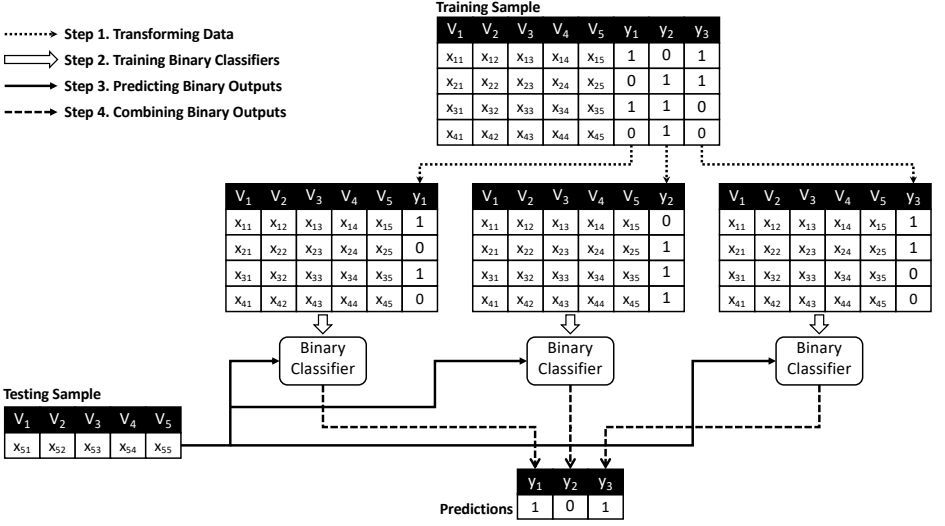 Training Sample
V1 V2 V3 V4 V5 y1 y2 y3
x11 x12 x13 x14 x15 1 0 1
x21 x22 x23 x24 x25 0 1 1
x31 x32 x33 x34 x35 1 1 0
x41 x42 x43 x44 x45 0 1 0
Step 1. Transforming Data
Step 2. Training Binary Classifiers
Step 3. Predicting Binary Outputs
Step 4. Combining Binary Outputs
V1 V2 V3 V4 V5 y1
x11 x12 x13 x14 x15 1
x21 x22 x23 x24 x25 0
x31 x32 x33 x34 x35 1
x41 x42 x43 x44 x45 0
V1 V2 V3 V4 V5 y2
x11 x12 x13 x14 x15 0
x21 x22 x23 x24 x25 1
x31 x32 x33 x34 x35 1
x41 x42 x43 x44 x45 1
V1 V2 V3 V4 V5 y3
x11 x12 x13 x14 x15 1
x21 x22 x23 x24 x25 1
x31 x32 x33 x34 x35 0
x41 x42 x43 x44 x45 0
Binary
Classifier
Binary
Classifier
Binary
Classifier
Testing Sample
V1 V2 V3 V4 V5
x51 x52 x53 x54 x55
y1 y2 y3
Predictions 1 0 1